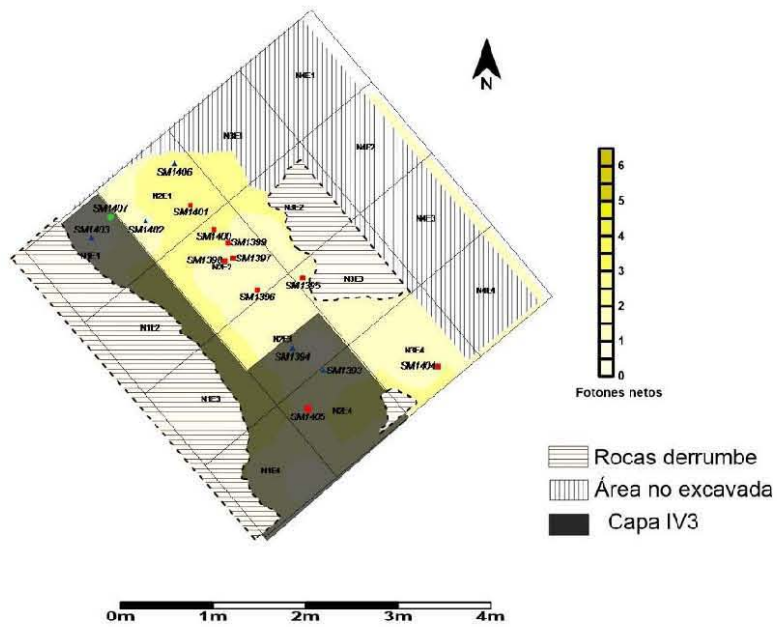 N
N4E1
N3E1
N4E2
SM1406
N2E1
SM1401
SM1407
N3E2
N4E3
SM1403
SM1402
SM1400
SM1399
N1E1
SM1398
SM1397
N2E2
N3E3
SM1395
N4E4
SM1396
N1E2
N2E3
SM1394
N3E4
SM1393
SM1404
N1E3
N2E4
SM1405
N1E4
6
5
4
3
2
1
0
Fotones netos
Rocas derrumbe
Área no excavada
Capa IV3
0m 1m 2m 3m 4m